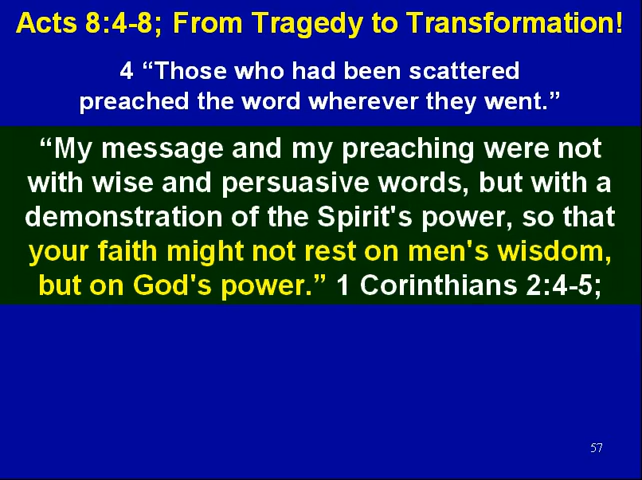 Acts 8:4-8; From Tragedy to Transformation!
4 “Those who had been scattered
preached the word wherever they went.”
“My message and my preaching were not
with wise and persuasive words, but with a
demonstration of the Spirit's power, so that
your faith might not rest on men's wisdom,
but on God's power.” 1 Corinthians 2:4-5;
57